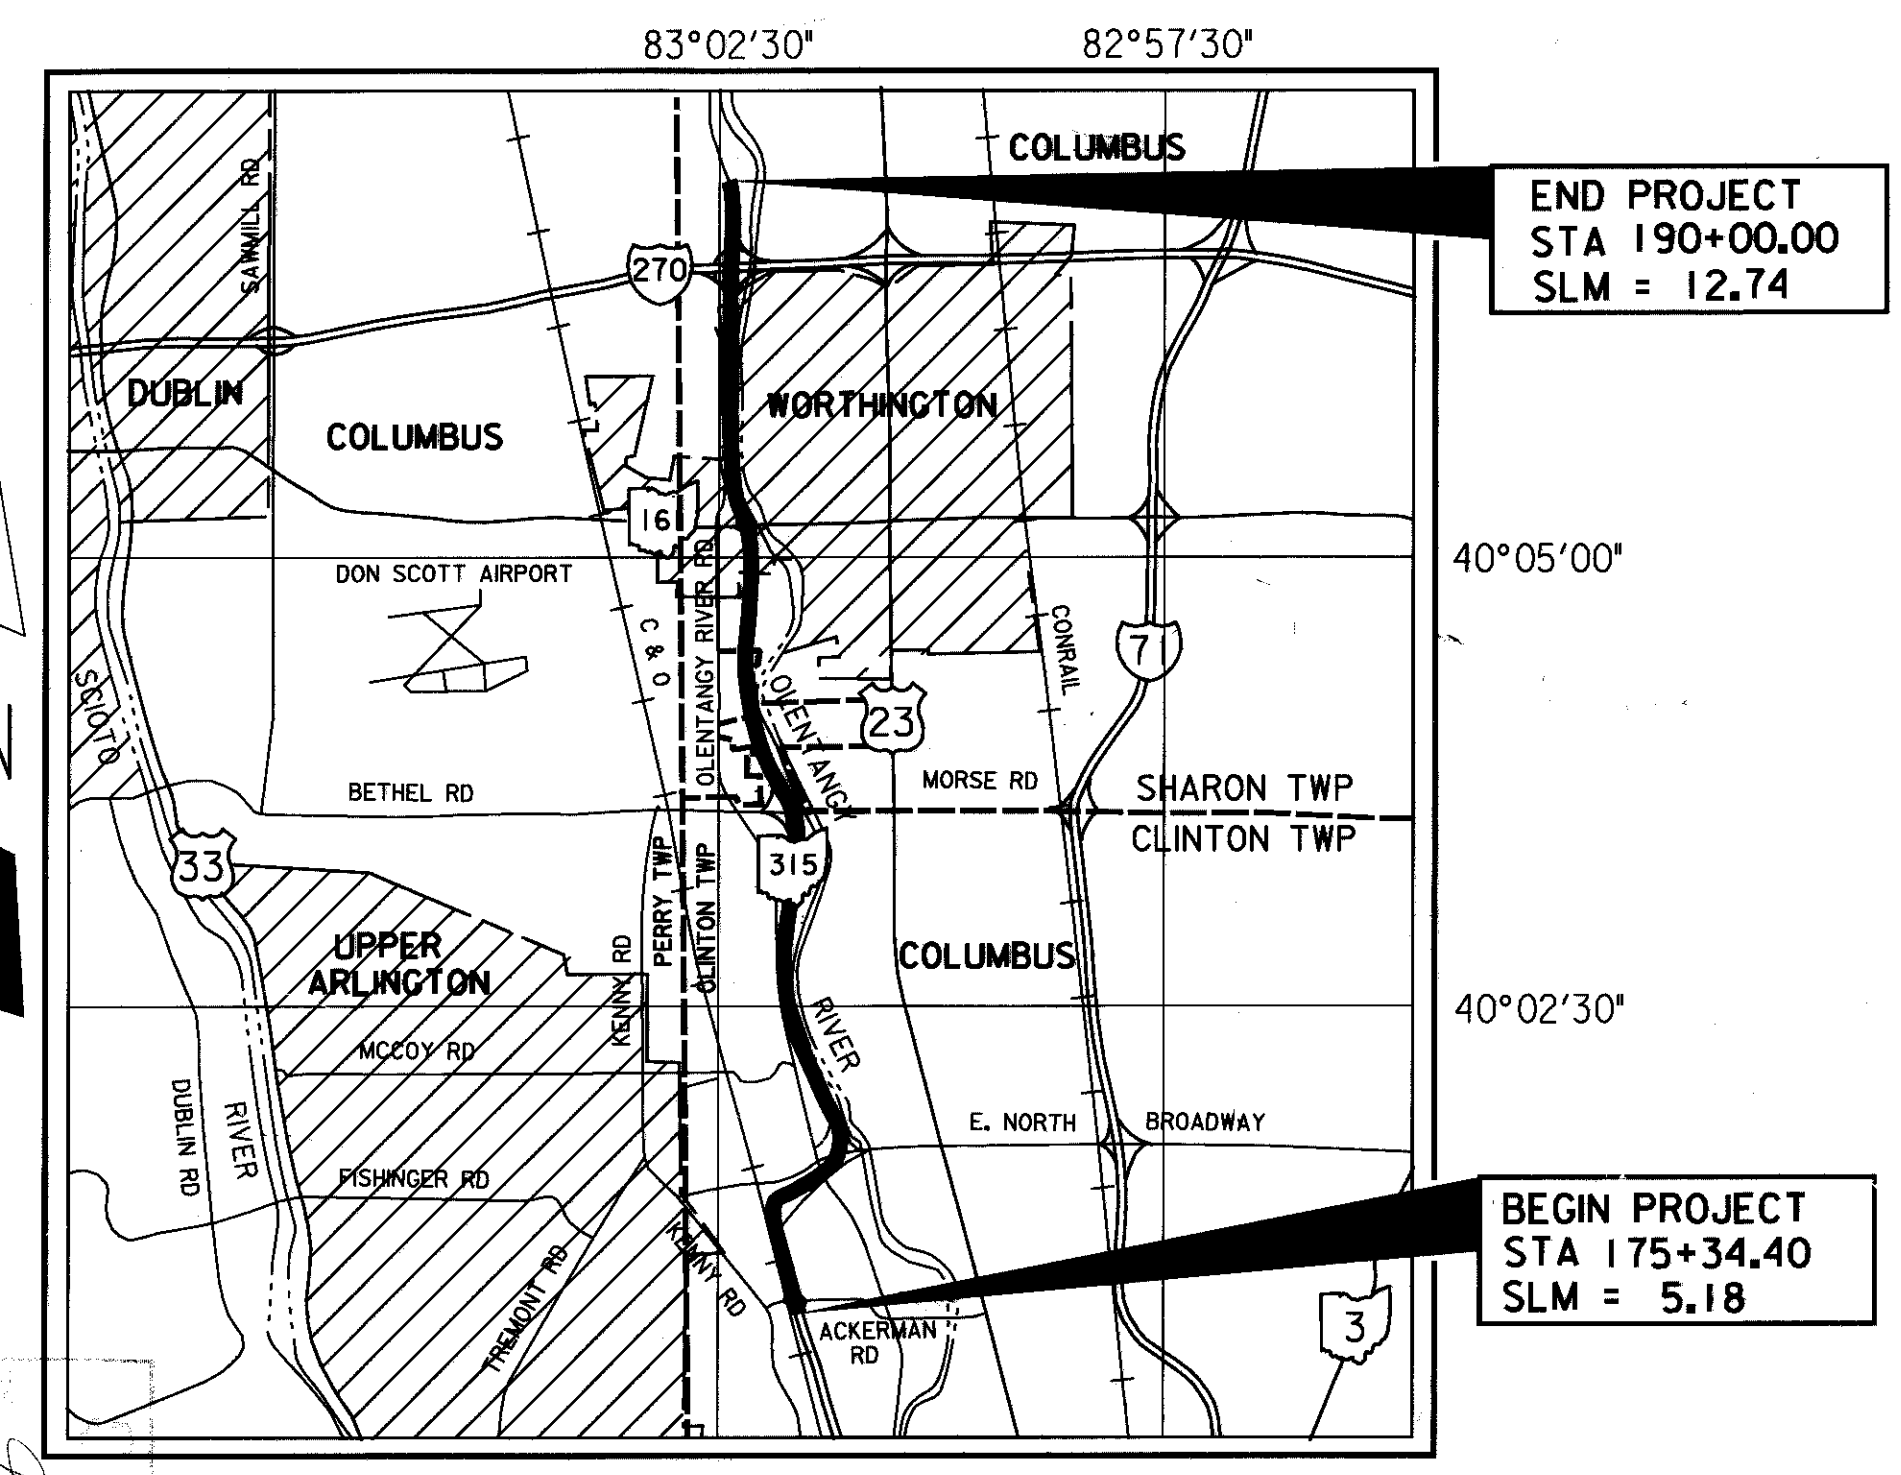 83°02'30" 82°57'30"
COLUMBUS
END PROJECT
STA 190+00.00
SLM = 12.74
SAWMILL RD
270
DUBLIN
COLUMBUS
WORTHINGTON
16
40°05'00"
DON SCOTT AIRPORT
C & O
OLENTANGY RIVER RD
CONRAIL
71
SCIOTO
OLENTANGY
23
BETHEL RD
MORSE RD
SHARON TWP
CLINTON TWP
33
315
PERRY TWP
CLINTON TWP
UPPER
ARLINGTON
KENNY RD
COLUMBUS
40°02'30"
RIVER
MCCOY RD
DUBLIN RD
RIVER
E. NORTH BROADWAY
FISHINGER RD
KENNY RD
TREMONT RD
BEGIN PROJECT
STA 175+34.40
SLM = 5.18
ACKERMAN
RD
3